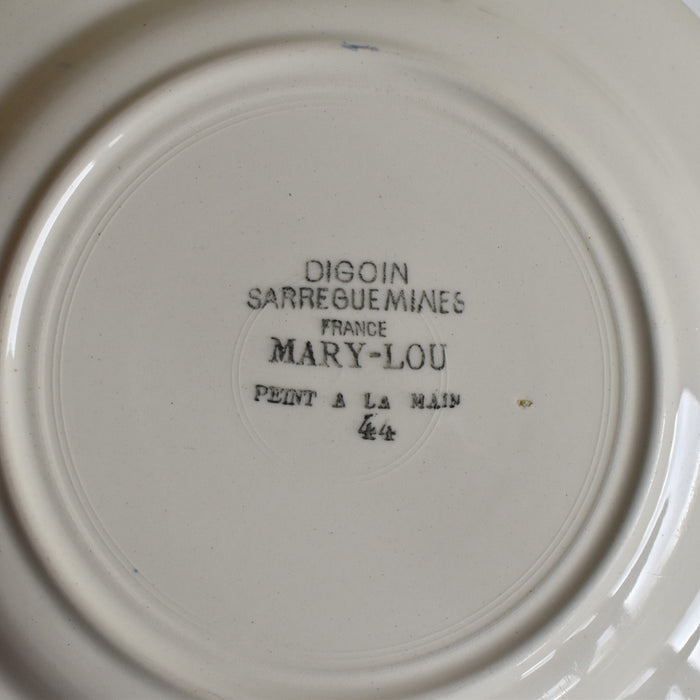 DIGOIN
SARREGUEMINES
FRANCE
MARY-LOU
PEINT A LA MAIN
44